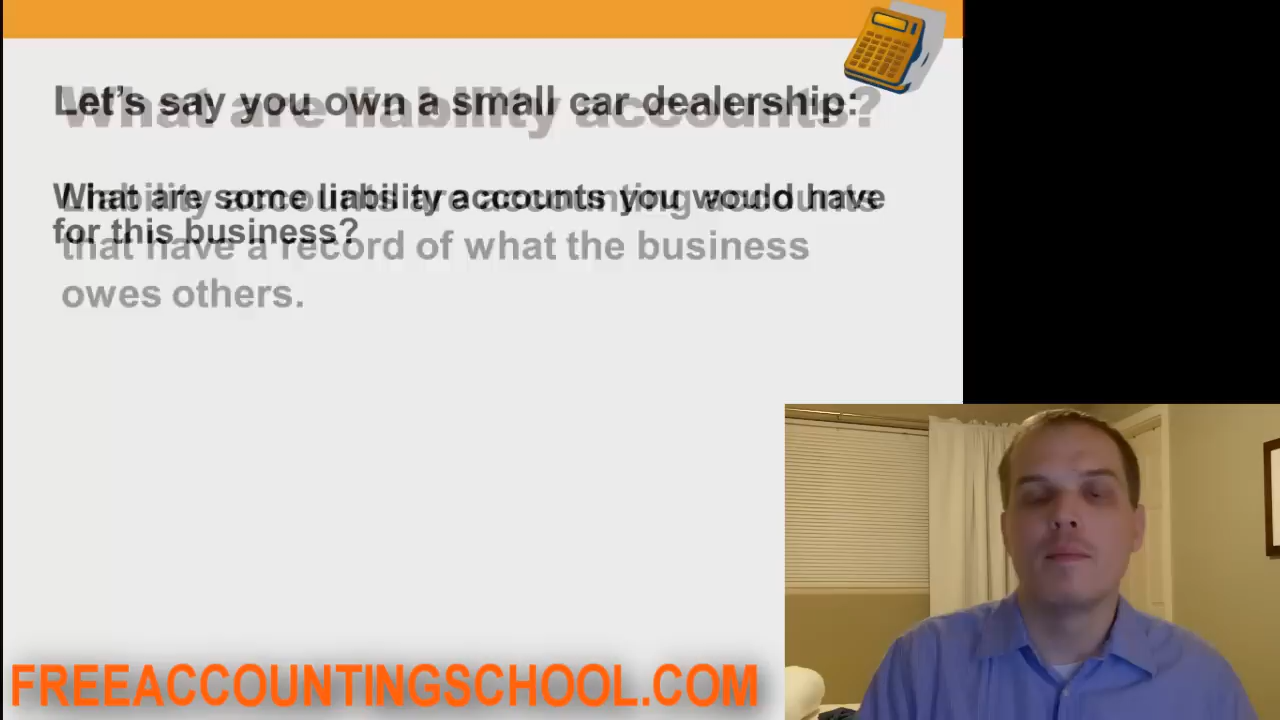 Let's say you own a small car dealership:
What are liability accounts?
What are some liability accounts you would have
for this business?
Liability accounts are accounting accounts
that have a record of what the business
owes others.
FREEACCOUNTINGSCHOOL.COM